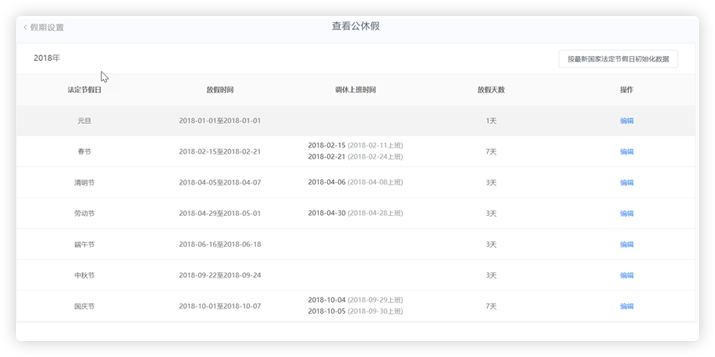 < 假期设置
查看公休假
2018年
按最新国家法定节假日初始化数据
法定节假日 放假时间 调休上班时间 放假天数 操作
元旦 2018-01-01至2018-01-01 1天 编辑
春节 2018-02-15至2018-02-21 2018-02-15 (2018-02-11上班) 7天 编辑
2018-02-21 (2018-02-24上班)
清明节 2018-04-05至2018-04-07 2018-04-06 (2018-04-08上班) 3天 编辑
劳动节 2018-04-29至2018-05-01 2018-04-30 (2018-04-28上班) 3天 编辑
端午节 2018-06-16至2018-06-18 3天 编辑
中秋节 2018-09-22至2018-09-24 3天 编辑
国庆节 2018-10-01至2018-10-07 2018-10-04 (2018-09-29上班) 7天 编辑
2018-10-05 (2018-09-30上班)